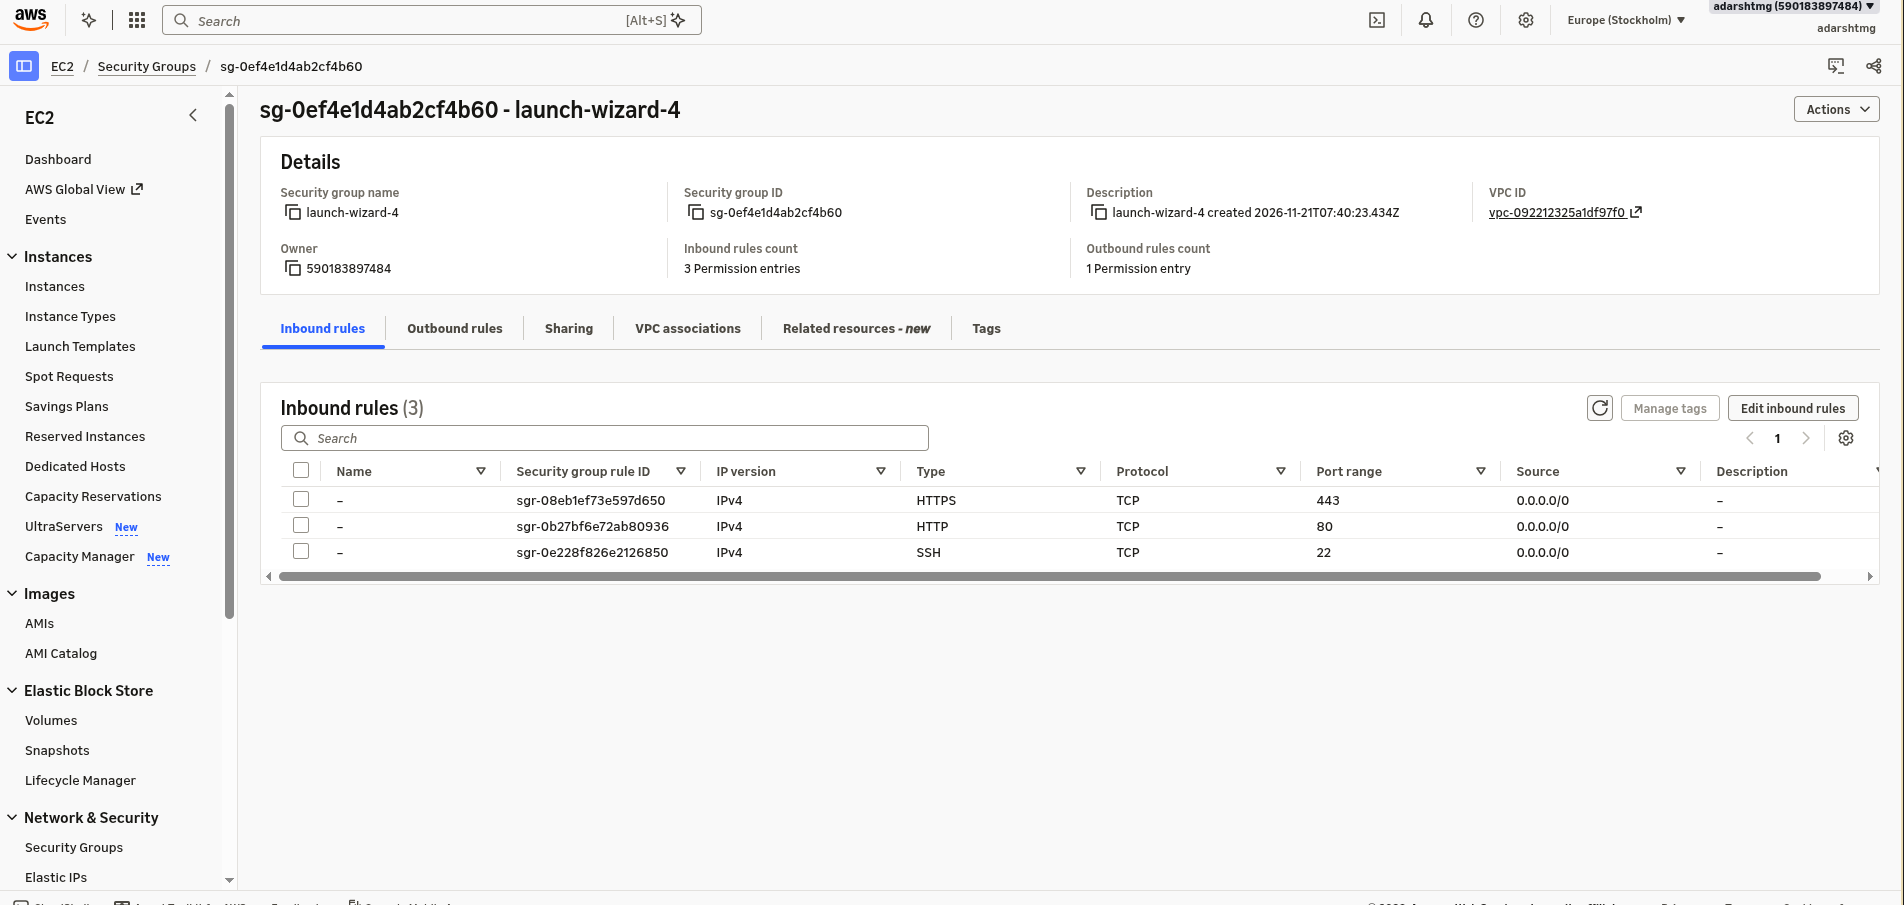 aws
Search
[Alt+S]
Europe (Stockholm)
adarshtmg (590183897484)
adarshtmg
EC2 / Security Groups / sg-0ef4e1d4ab2cf4b60
EC2
Dashboard
AWS Global View
Events
Instances
Instances
Instance Types
Launch Templates
Spot Requests
Savings Plans
Reserved Instances
Dedicated Hosts
Capacity Reservations
UltraServers New
Capacity Manager New
Images
AMIs
AMI Catalog
Elastic Block Store
Volumes
Snapshots
Lifecycle Manager
Network & Security
Security Groups
Elastic IPs
sg-0ef4e1d4ab2cf4b60 - launch-wizard-4
Actions
Details
Security group name
launch-wizard-4
Security group ID
sg-0ef4e1d4ab2cf4b60
Description
launch-wizard-4 created 2026-11-21T07:40:23.434Z
VPC ID
vpc-092212325a1df97f0
Owner
590183897484
Inbound rules count
3 Permission entries
Outbound rules count
1 Permission entry
Inbound rules Outbound rules Sharing VPC associations Related resources - new Tags
Inbound rules (3)
Manage tags
Edit inbound rules
Search
1
Name Security group rule ID IP version Type Protocol Port range Source Description
– sgr-08eb1ef73e597d650 IPv4 HTTPS TCP 443 0.0.0.0/0 –
– sgr-0b27bf6e72ab80936 IPv4 HTTP TCP 80 0.0.0.0/0 –
– sgr-0e228f826e2126850 IPv4 SSH TCP 22 0.0.0.0/0 –